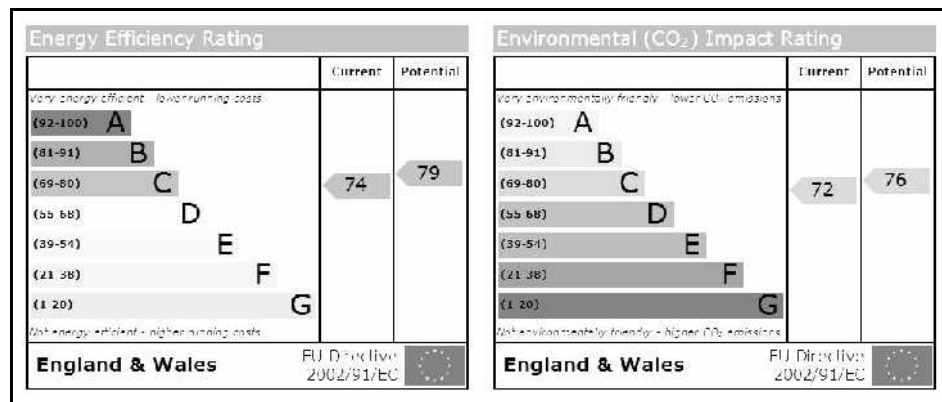 Energy Efficiency Rating
Current Potential
Very energy efficient - lower running costs
(92-100) A
(81-91) B
(69-80) C
(55-68) D
(39-54) E
(21-38) F
(1-20) G
74
79
Not energy efficient - higher running costs
England & Wales
EU Directive
2002/91/EC
Environmental (CO₂) Impact Rating
Current Potential
Very environmentally friendly - lower CO₂ emissions
(92-100) A
(81-91) B
(69-80) C
(55-68) D
(39-54) E
(21-38) F
(1-20) G
72
76
Not environmentally friendly - higher CO₂ emissions
England & Wales
EU Directive
2002/91/EC